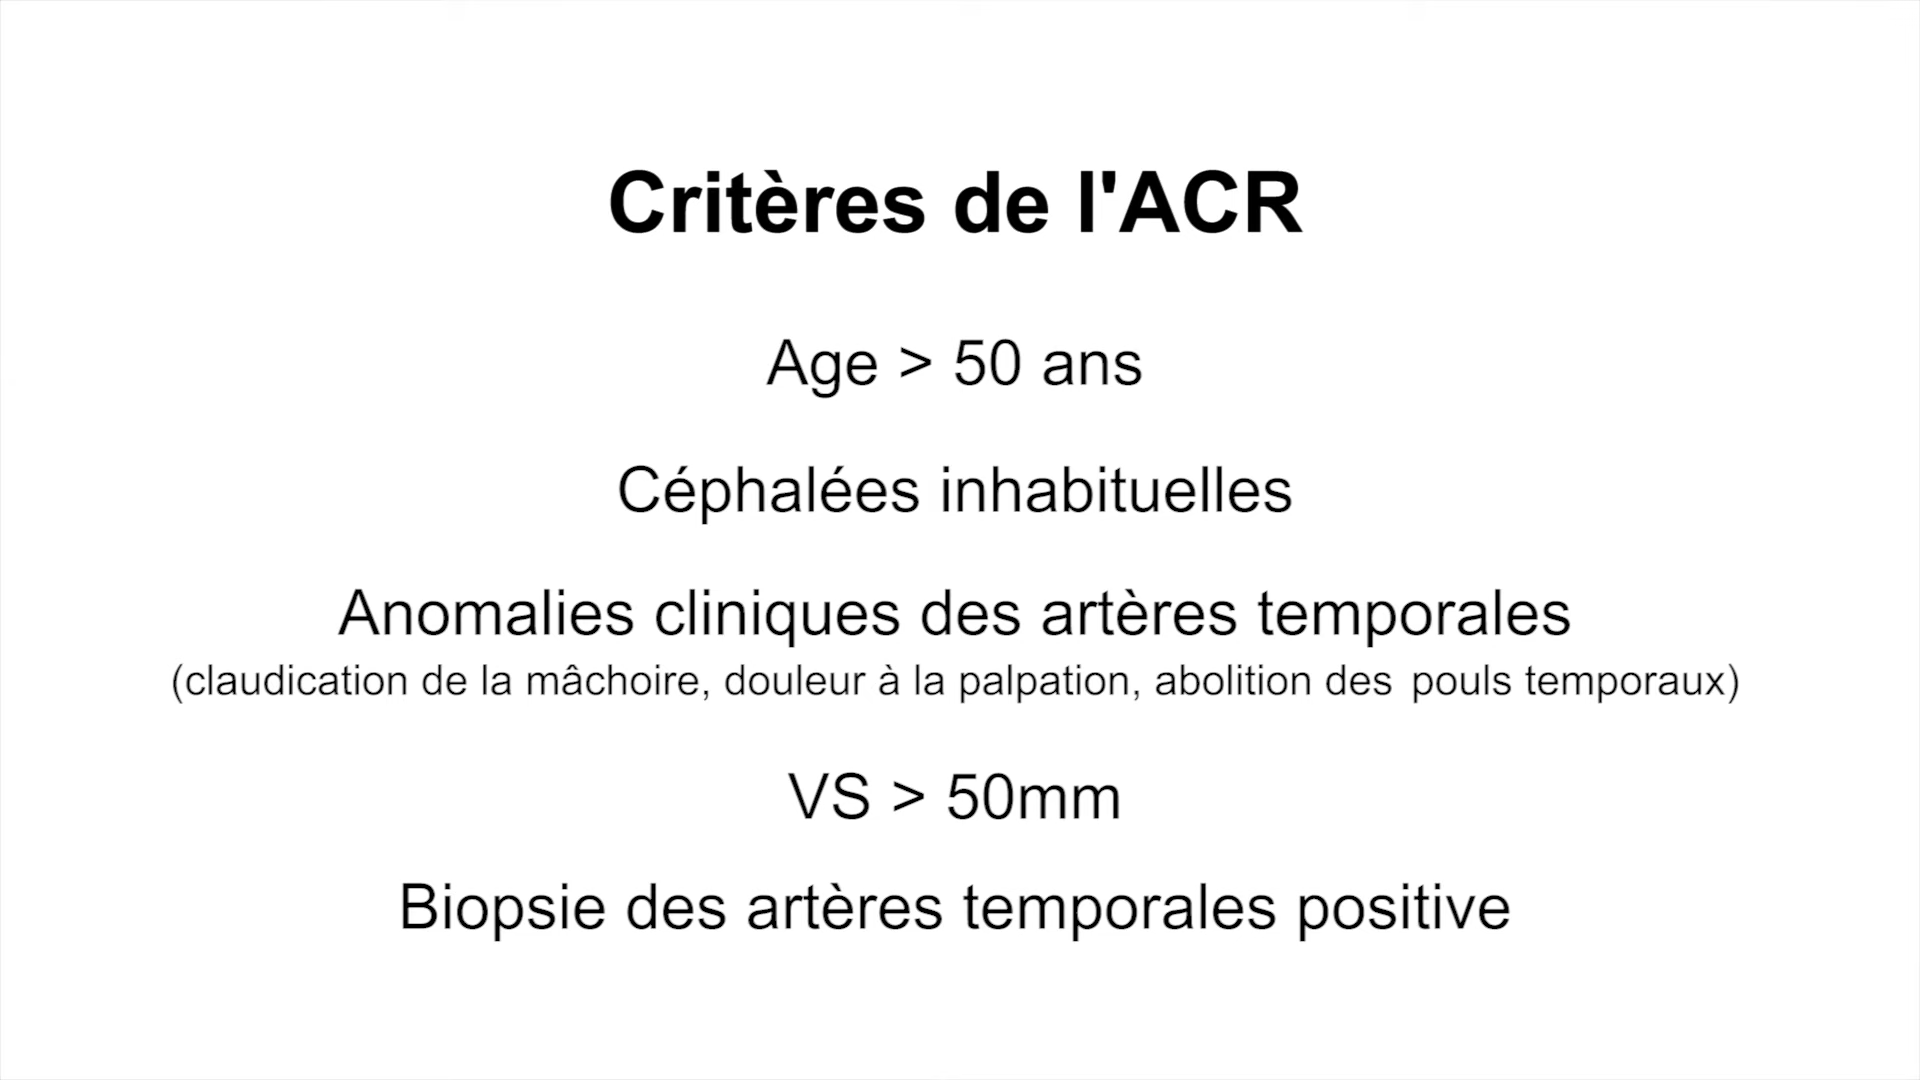 Critères de l'ACR
Age > 50 ans
Céphalées inhabituelles
Anomalies cliniques des artères temporales
(claudication de la mâchoire, douleur à la palpation, abolition des pouls temporaux)
VS > 50mm
Biopsie des artères temporales positive